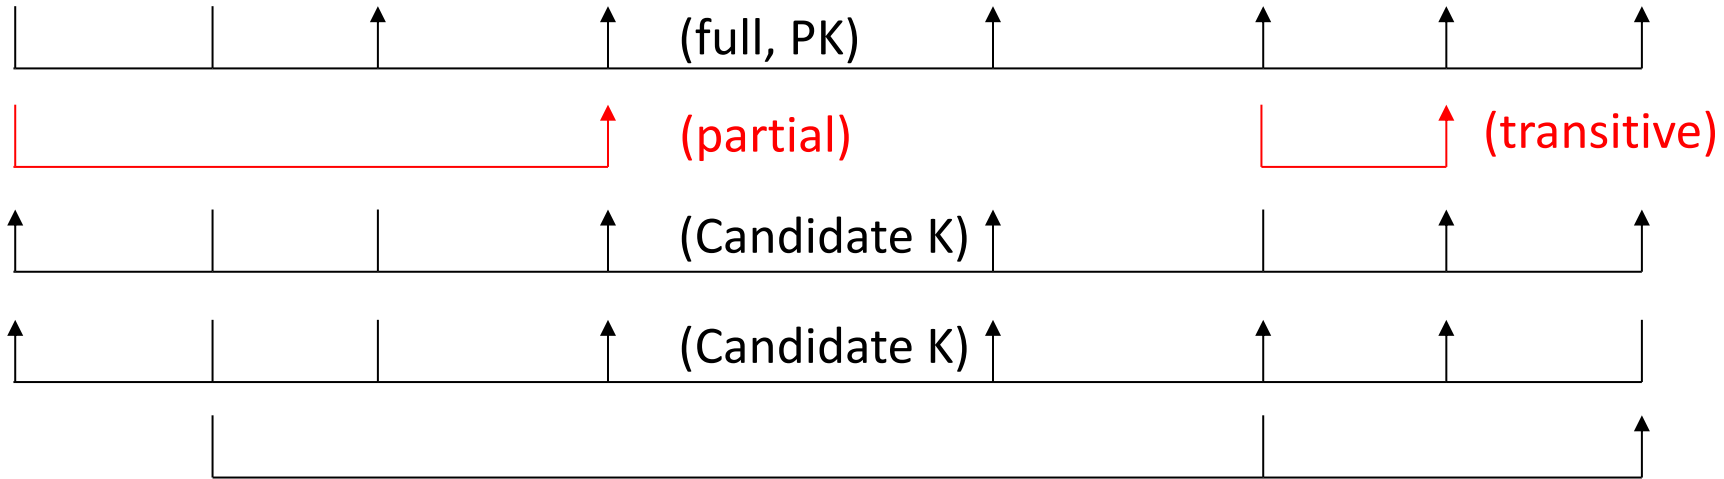 (full, PK)
(partial)
(transitive)
(Candidate K)
(Candidate K)